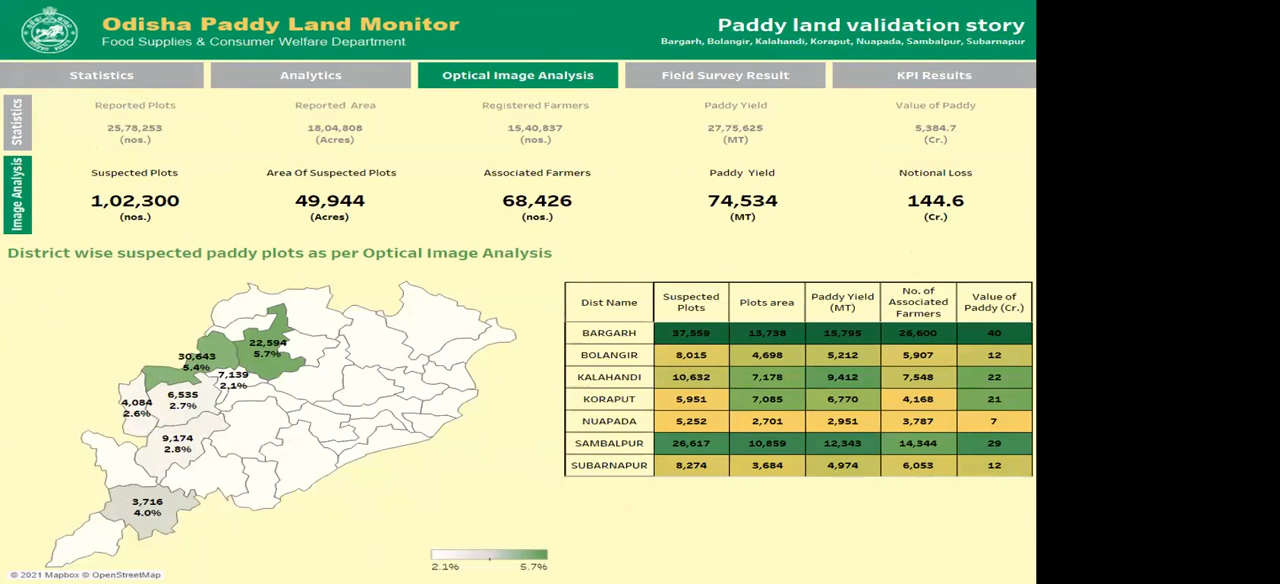 Odisha Paddy Land Monitor
Food Supplies & Consumer Welfare Department
Paddy land validation story
Bargarh, Bolangir, Kalahandi, Koraput, Nuapada, Sambalpur, Subarnapur
Statistics Analytics Optical Image Analysis Field Survey Result KPI Results
Statistics
Reported Plots Reported Area Registered Farmers Paddy Yield Value of Paddy
25,78,253 18,04,808 15,40,837 27,75,625 5,384.7
(nos.) (Acres) (nos.) (MT) (Cr.)
Image Analysis
Suspected Plots Area Of Suspected Plots Associated Farmers Paddy Yield Notional Loss
1,02,300 49,944 68,426 74,534 144.6
(nos.) (Acres) (nos.) (MT) (Cr.)
District wise suspected paddy plots as per Optical Image Analysis
22,594
5.7%
30,643
5.4%
7,139
2.1%
6,535
2.7%
4,084
2.6%
9,174
2.8%
3,716
4.0%
2.1% 5.7%
© 2021 Mapbox © OpenStreetMap
Dist Name Suspected Plots Plots area Paddy Yield (MT) No. of Associated Farmers Value of Paddy (Cr.)
BARGARH 37,559 13,738 15,795 26,600 40
BOLANGIR 8,015 4,698 5,212 5,907 12
KALAHANDI 10,632 7,178 9,412 7,548 22
KORAPUT 5,951 7,085 6,770 4,168 21
NUAPADA 5,252 2,701 2,951 3,787 7
SAMBALPUR 26,617 10,859 12,343 14,344 29
SUBARNAPUR 8,274 3,684 4,974 6,053 12